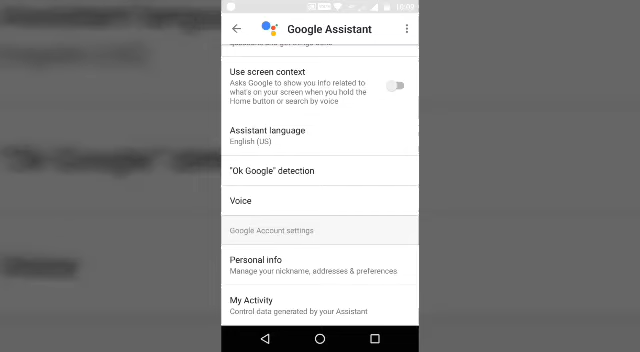 Google Assistant
Use screen context
Asks Google to show you info related to
what's on your screen when you hold the
Home button or search by voice
Assistant language
English (US)
"Ok Google" detection
Voice
Google Account settings
Personal info
Manage your nickname, addresses & preferences
My Activity
Control data generated by your Assistant